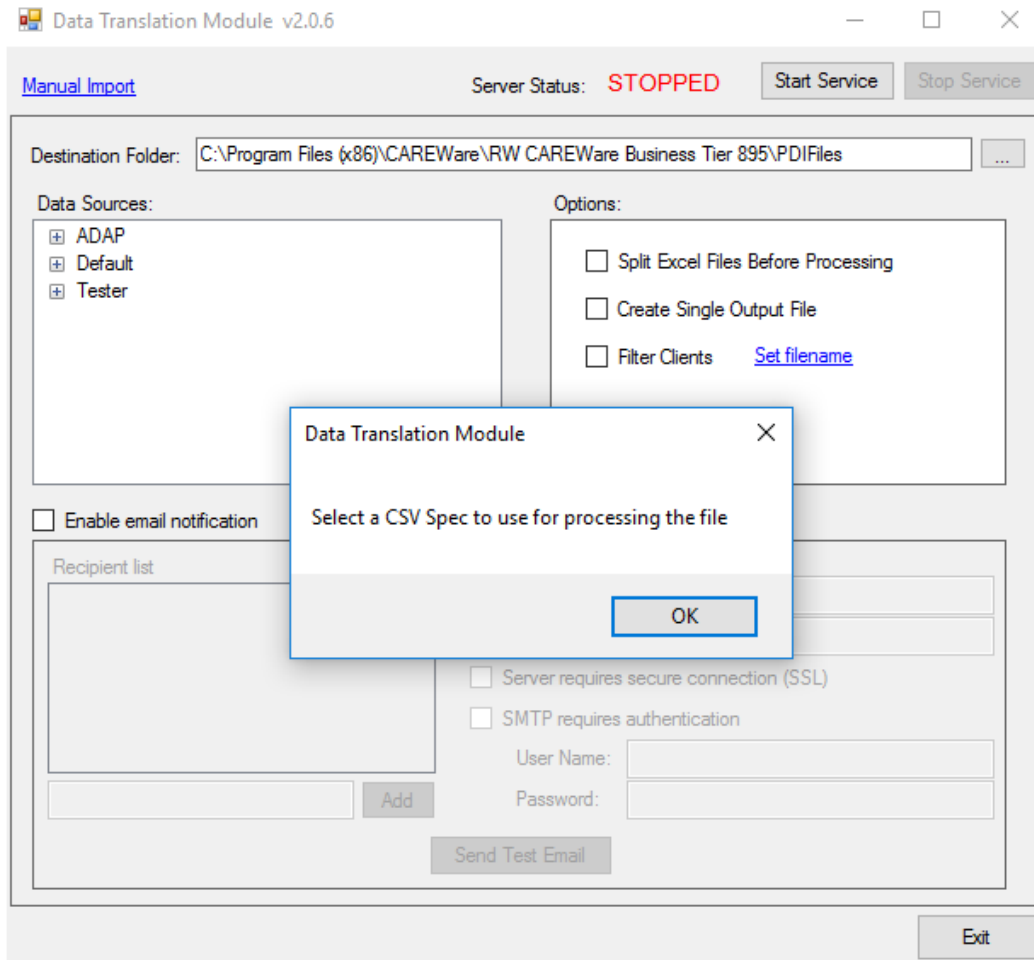 Data Translation Module v2.0.6
Manual Import
Server Status: STOPPED
Start Service
Stop Service
Destination Folder: C:\Program Files (x86)\CAREWare\RW CAREWare Business Tier 895\PDIFiles
...
Data Sources:
Options:
ADAP
Default
Tester
Split Excel Files Before Processing
Create Single Output File
Filter Clients Set filename
Data Translation Module
Select a CSV Spec to use for processing the file
OK
Enable email notification
Recipient list
Server requires secure connection (SSL)
SMTP requires authentication
User Name:
Add
Password:
Send Test Email
Exit